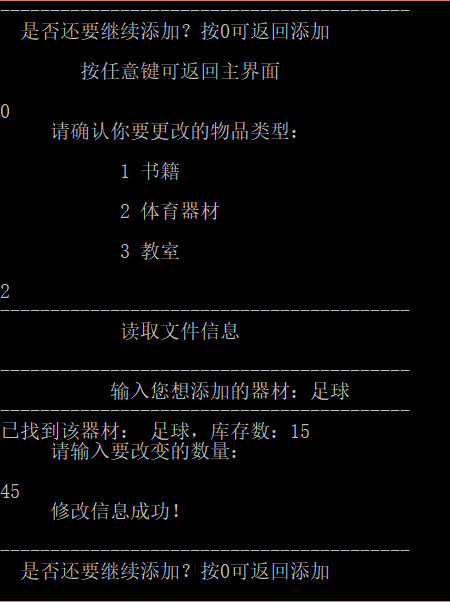 -----------------------------------------
是否还要继续添加？按0可返回添加
按任意键可返回主界面
0
请确认你要更改的物品类型：
1 书籍
2 体育器材
3 教室
2
-----------------------------------------
读取文件信息
-----------------------------------------
输入您想添加的器材：足球
-----------------------------------------
已找到该器材： 足球，库存数：15
请输入要改变的数量：
45
修改信息成功！
-----------------------------------------
是否还要继续添加？按0可返回添加